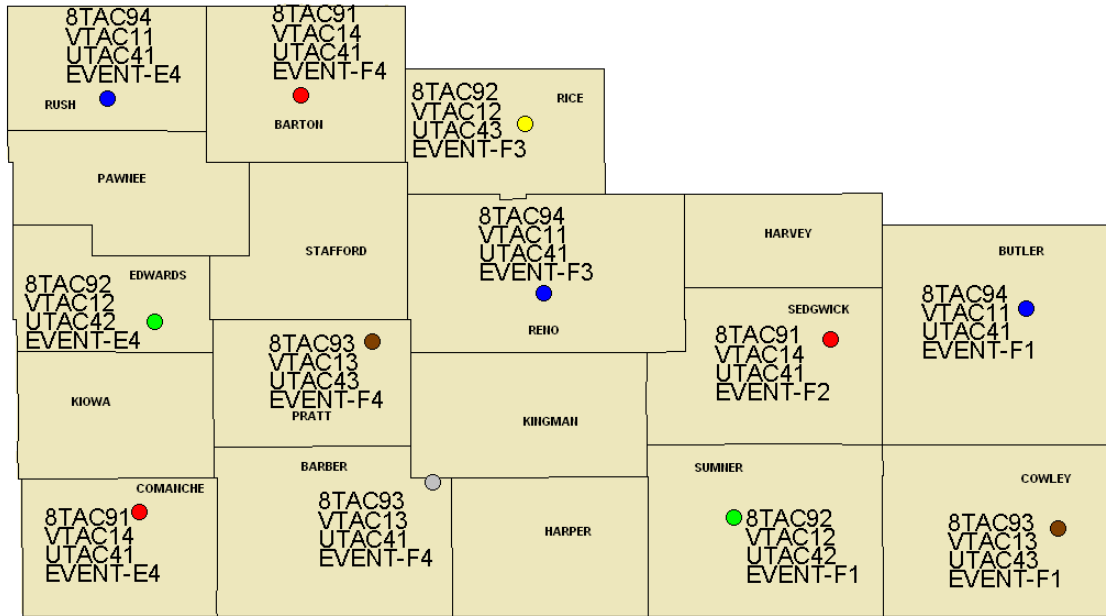 8TAC94
VTAC11
UTAC41
EVENT-E4
RUSH
8TAC91
VTAC14
UTAC41
EVENT-F4
BARTON
8TAC92
VTAC12
UTAC43
EVENT-F3
RICE
PAWNEE
STAFFORD
8TAC94
VTAC11
UTAC41
EVENT-F3
RENO
HARVEY
BUTLER
8TAC94
VTAC11
UTAC41
EVENT-F1
EDWARDS
8TAC92
VTAC12
UTAC42
EVENT-E4
8TAC93
VTAC13
UTAC43
EVENT-F4
PRATT
SEDGWICK
8TAC91
VTAC14
UTAC41
EVENT-F2
KIOWA
KINGMAN
COMANCHE
8TAC91
VTAC14
UTAC41
EVENT-E4
BARBER
8TAC93
VTAC13
UTAC41
EVENT-F4
HARPER
SUMNER
8TAC92
VTAC12
UTAC42
EVENT-F1
COWLEY
8TAC93
VTAC13
UTAC43
EVENT-F1